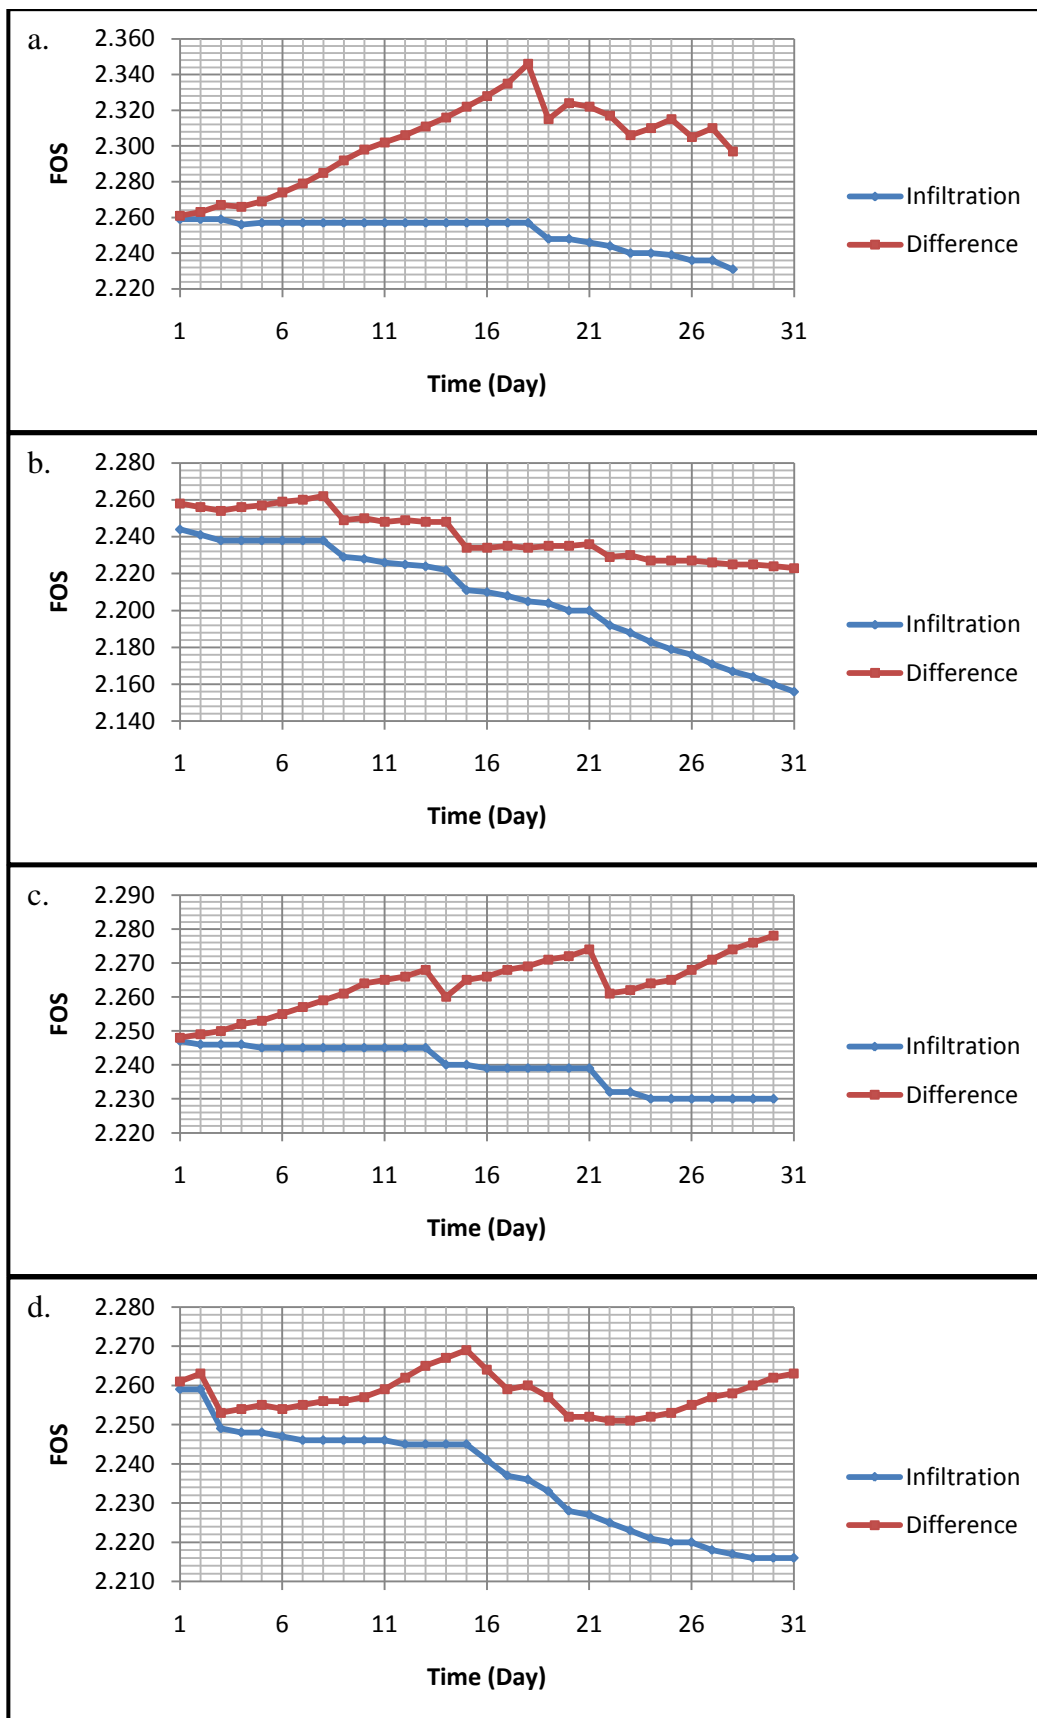 a.
2.360
2.340
2.320
2.300
2.280
2.260
2.240
2.220
FOS
1 6 11 16 21 26 31
Time (Day)
Infiltration
Difference
b.
2.280
2.260
2.240
2.220
2.200
2.180
2.160
2.140
FOS
1 6 11 16 21 26 31
Time (Day)
Infiltration
Difference
c.
2.290
2.280
2.270
2.260
2.250
2.240
2.230
2.220
FOS
1 6 11 16 21 26 31
Time (Day)
Infiltration
Difference
d.
2.280
2.270
2.260
2.250
2.240
2.230
2.220
2.210
FOS
1 6 11 16 21 26 31
Time (Day)
Infiltration
Difference